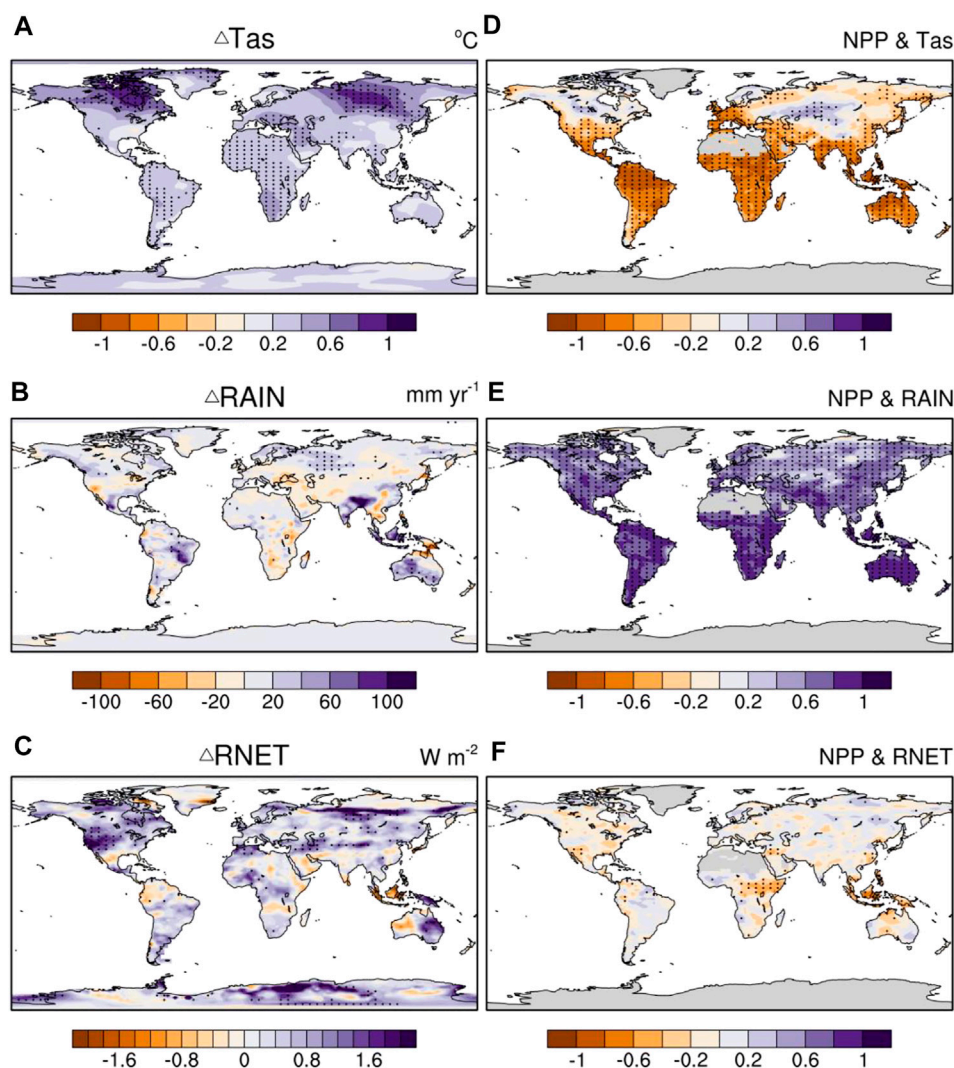 A
△Tas
°C
-1 -0.6 -0.2 0.2 0.6 1
D
NPP & Tas
-1 -0.6 -0.2 0.2 0.6 1
B
△RAIN
mm yr⁻¹
-100 -60 -20 20 60 100
E
NPP & RAIN
-1 -0.6 -0.2 0.2 0.6 1
C
△RNET
W m⁻²
-1.6 -0.8 0 0.8 1.6
F
NPP & RNET
-1 -0.6 -0.2 0.2 0.6 1